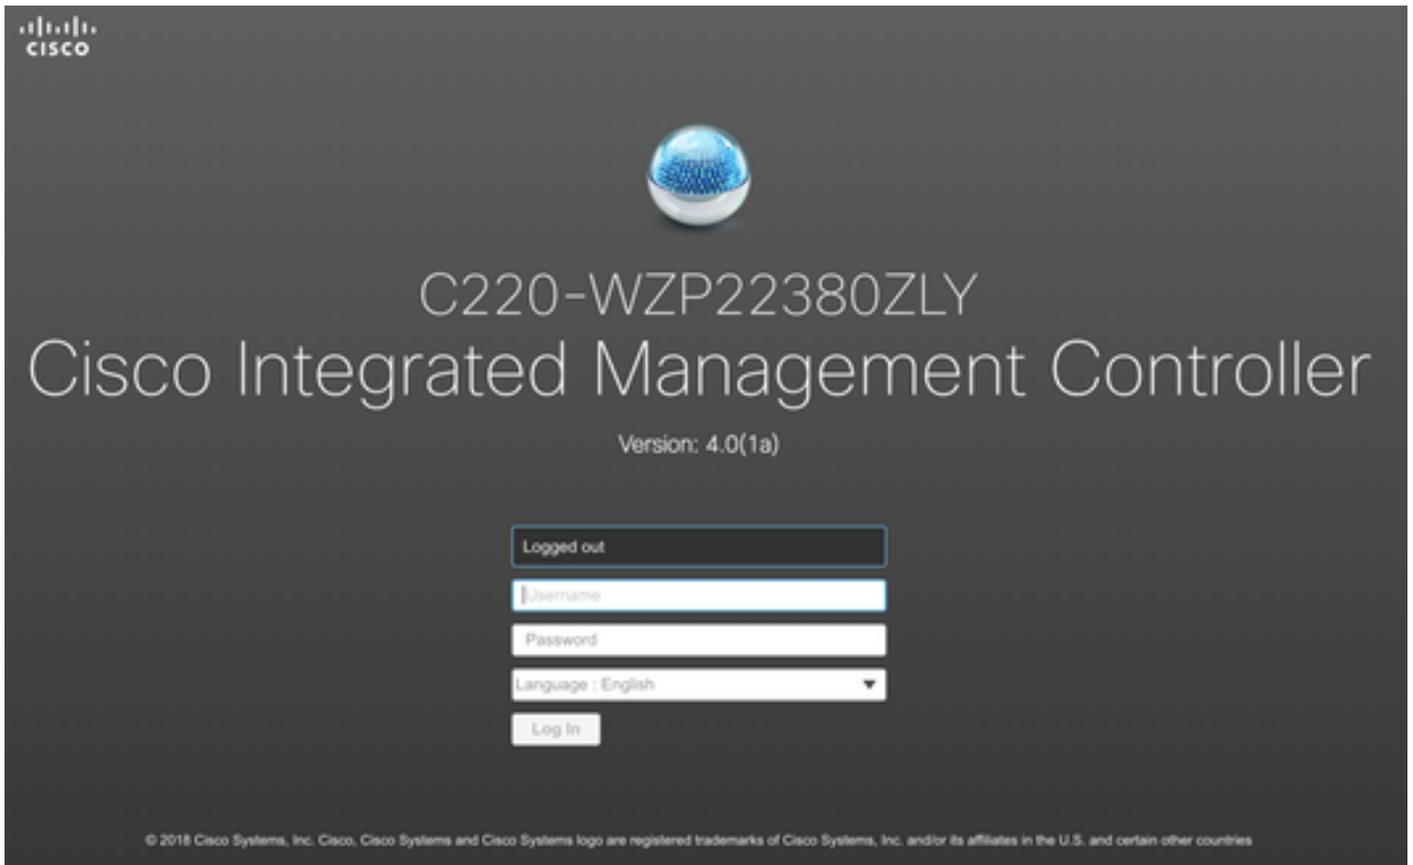 CISCO
C220-WZP22380ZLY
Cisco Integrated Management Controller
Version: 4.0(1a)
Logged out
Username
Password
Language : English
Log In
© 2018 Cisco Systems, Inc. Cisco, Cisco Systems and Cisco Systems logo are registered trademarks of Cisco Systems, Inc. and/or its affiliates in the U.S. and certain other countries